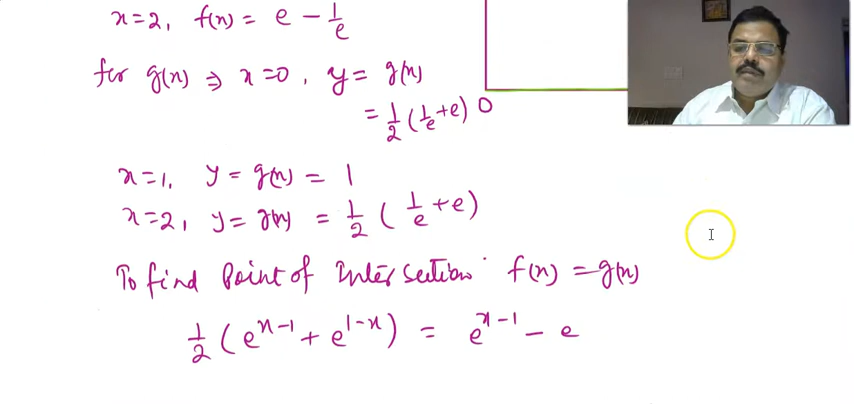 x=2, f(x) = e - 1/e
for g(x) ⇒ x=0, y = g(x)
= 1/2 (1/e + e) 0
x=1, y = g(x) = 1
x=2, y = g(x) = 1/2 (1/e + e)
To find Point of Intersection f(x) = g(x)
1/2 (e^{x-1} + e^{1-x}) = e^{x-1} - e